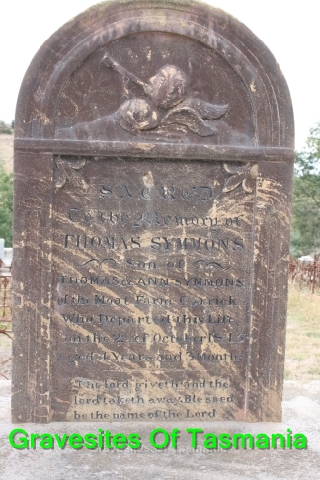 SACRED
To the Memory of
THOMAS SYMMONS
Son of
THOMAS & ANN SYMMONS
of the Moat Farm Carrick
Who Departed this Life
on the of October
aged Years and 3 Months
The lord giveth and the
lord taketh away. Blessed
be the name of the Lord
Gravesites Of Tasmania